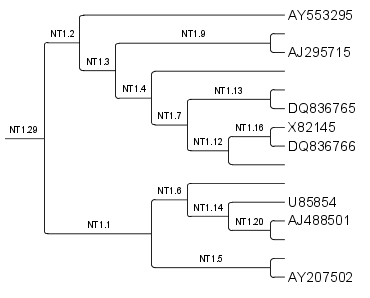 AY553295
NT1.2
NT1.9
AJ295715
NT1.3
NT1.4
NT1.13
DQ836765
NT1.7
X82145
NT1.16
NT1.29
DQ836766
NT1.12
NT1.6
U85854
NT1.14
AJ488501
NT1.20
NT1.1
NT1.5
AY207502